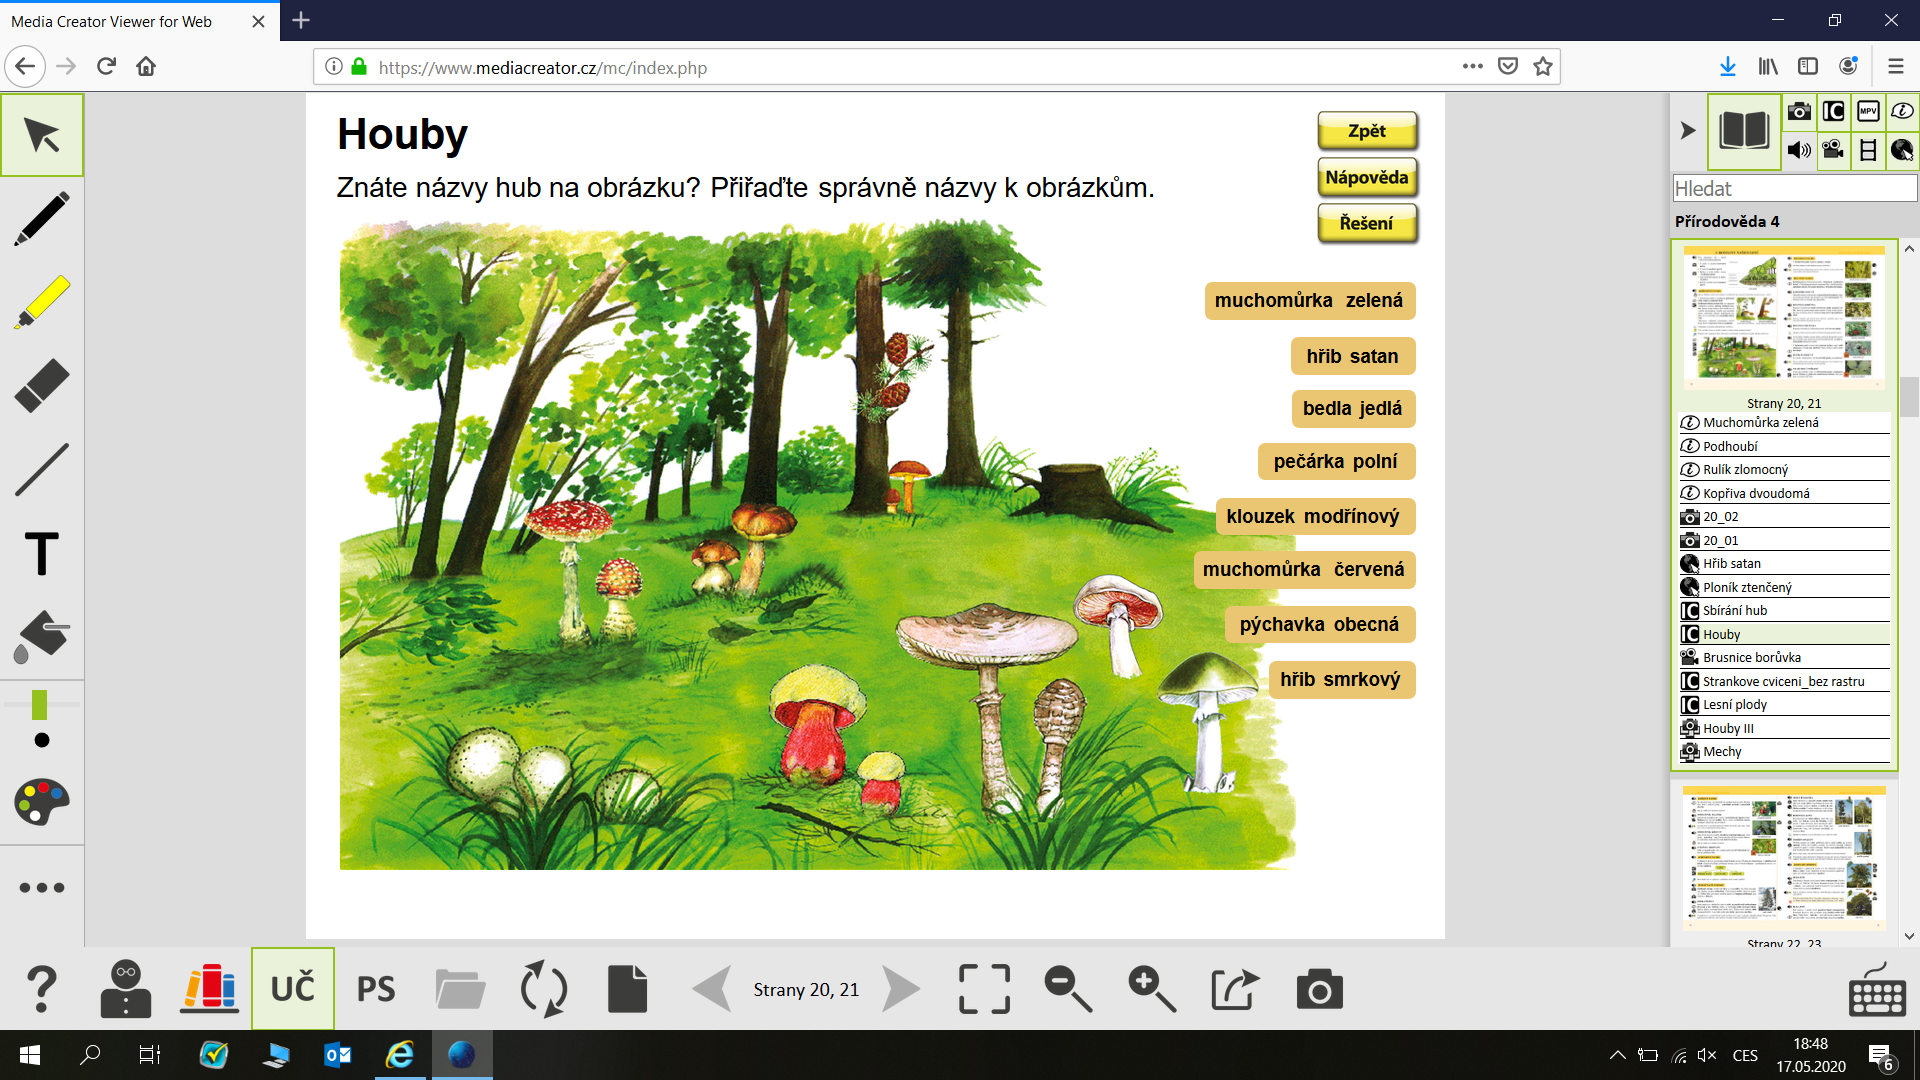 Media Creator Viewer for Web
https://www.mediacreator.cz/mc/index.php
Houby
Znáte názvy hub na obrázku? Přiřaďte správně názvy k obrázkům.
Zpět
Nápověda
Řešení
muchomůrka zelená
hřib satan
bedla jedlá
pečárka polní
klouzek modřínový
muchomůrka červená
pýchavka obecná
hřib smrkový
MPV
Hledat
Přírodověda 4
Strany 20, 21
Muchomůrka zelená
Podhoubí
Rulík zlomocný
Kopřiva dvoudomá
20_02
20_01
Hřib satan
Ploník ztenčený
Sbírání hub
Houby
Brusnice borůvka
Strankove cviceni_bez rastru
Lesní plody
Houby III
Mechy
Strany 22, 23
T
UČ
PS
Strany 20, 21
CES
18:48
17.05.2020
6